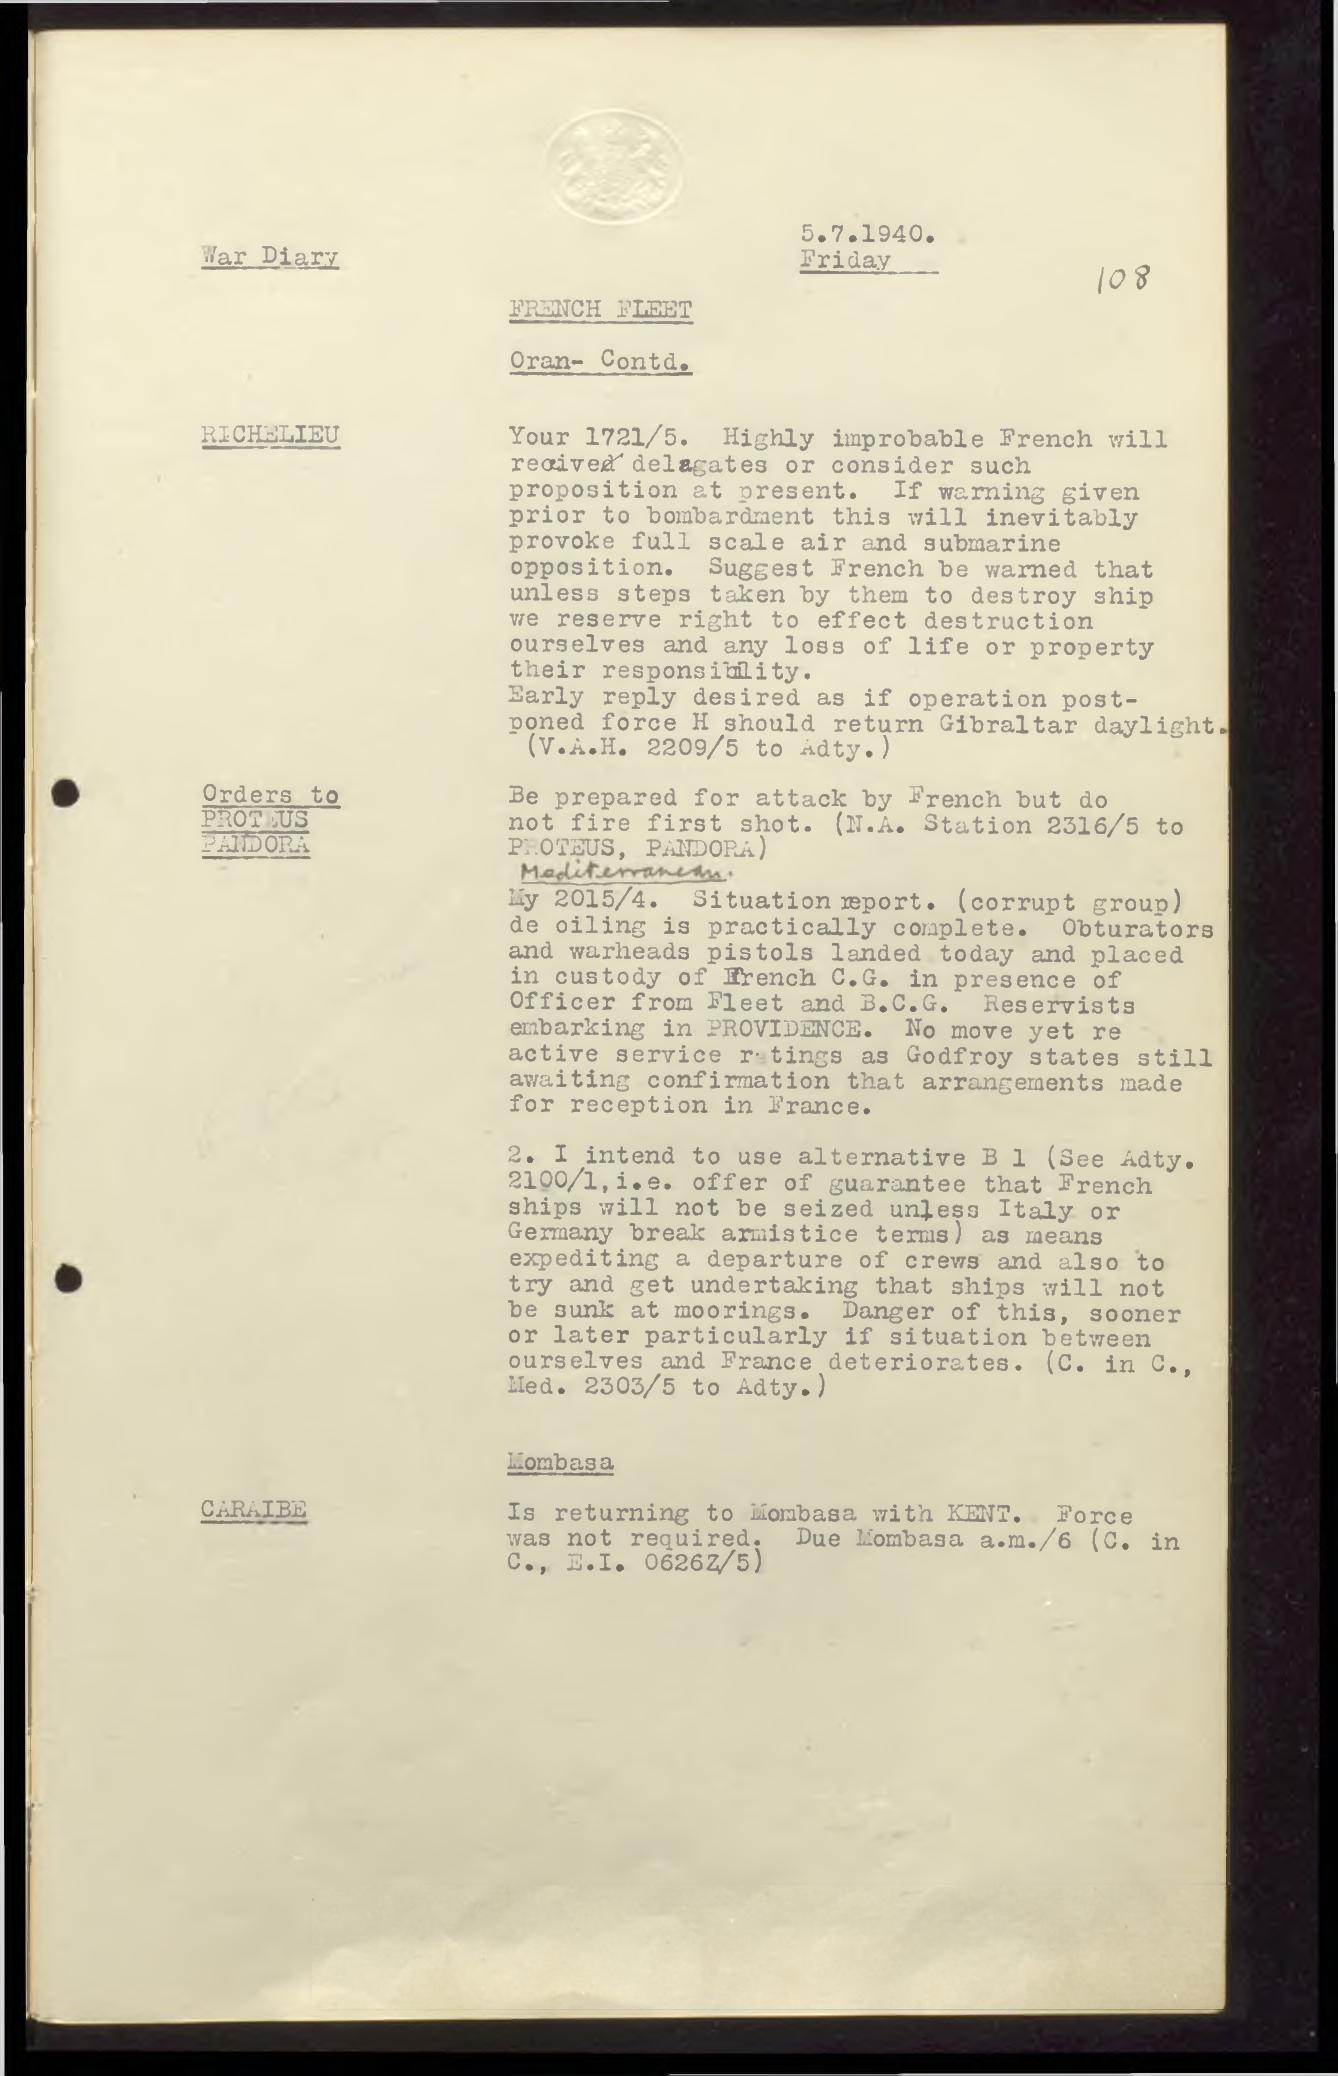 War Diary
5.7.1940.
Friday
108
FRENCH FLEET
Oran- Contd.
RICHELIEU
Your 1721/5. Highly improbable French will
receive delegates or consider such
proposition at present. If warning given
prior to bombardment this will inevitably
provoke full scale air and submarine
opposition. Suggest French be warned that
unless steps taken by them to destroy ship
we reserve right to effect destruction
ourselves and any loss of life or property
their responsibility.
Early reply desired as if operation post-
poned force H should return Gibraltar daylight.
(V.A.H. 2209/5 to Adty.)
Orders to
PROTEUS
PANDORA
Be prepared for attack by French but do
not fire first shot. (N.A. Station 2316/5 to
PROTEUS, PANDORA)
Mediterranean.
My 2015/4. Situation report. (corrupt group)
de oiling is practically complete. Obturators
and warheads pistols landed today and placed
in custody of French C.G. in presence of
Officer from Fleet and B.C.G. Reservists
embarking in PROVIDENCE. No move yet re
active service ratings as Godfroy states still
awaiting confirmation that arrangements made
for reception in France.
2. I intend to use alternative B 1 (See Adty.
2100/1,i.e. offer of guarantee that French
ships will not be seized unless Italy or
Germany break armistice terms) as means
expediting a departure of crews and also to
try and get undertaking that ships will not
be sunk at moorings. Danger of this, sooner
or later particularly if situation between
ourselves and France deteriorates. (C. in C.,
Med. 2303/5 to Adty.)
Mombasa
CARAIBE
Is returning to Mombasa with KENT. Force
was not required. Due Mombasa a.m./6 (C. in
C., E.I. 0626Z/5)